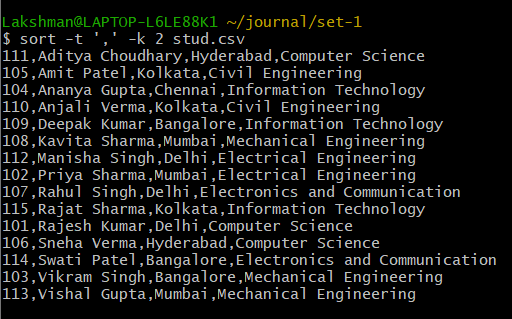 Lakshman@LAPTOP-L6LE88K1 ~/journal/set-1
$ sort -t ',' -k 2 stud.csv
111,Aditya Choudhary,Hyderabad,Computer Science
105,Amit Patel,Kolkata,Civil Engineering
104,Ananya Gupta,Chennai,Information Technology
110,Anjali Verma,Kolkata,Civil Engineering
109,Deepak Kumar,Bangalore,Information Technology
108,Kavita Sharma,Mumbai,Mechanical Engineering
112,Manisha Singh,Delhi,Electrical Engineering
102,Priya Sharma,Mumbai,Electrical Engineering
107,Rahul Singh,Delhi,Electronics and Communication
115,Rajat Sharma,Kolkata,Information Technology
101,Rajesh Kumar,Delhi,Computer Science
106,Sneha Verma,Hyderabad,Computer Science
114,Swati Patel,Bangalore,Electronics and Communication
103,Vikram Singh,Bangalore,Mechanical Engineering
113,Vishal Gupta,Mumbai,Mechanical Engineering